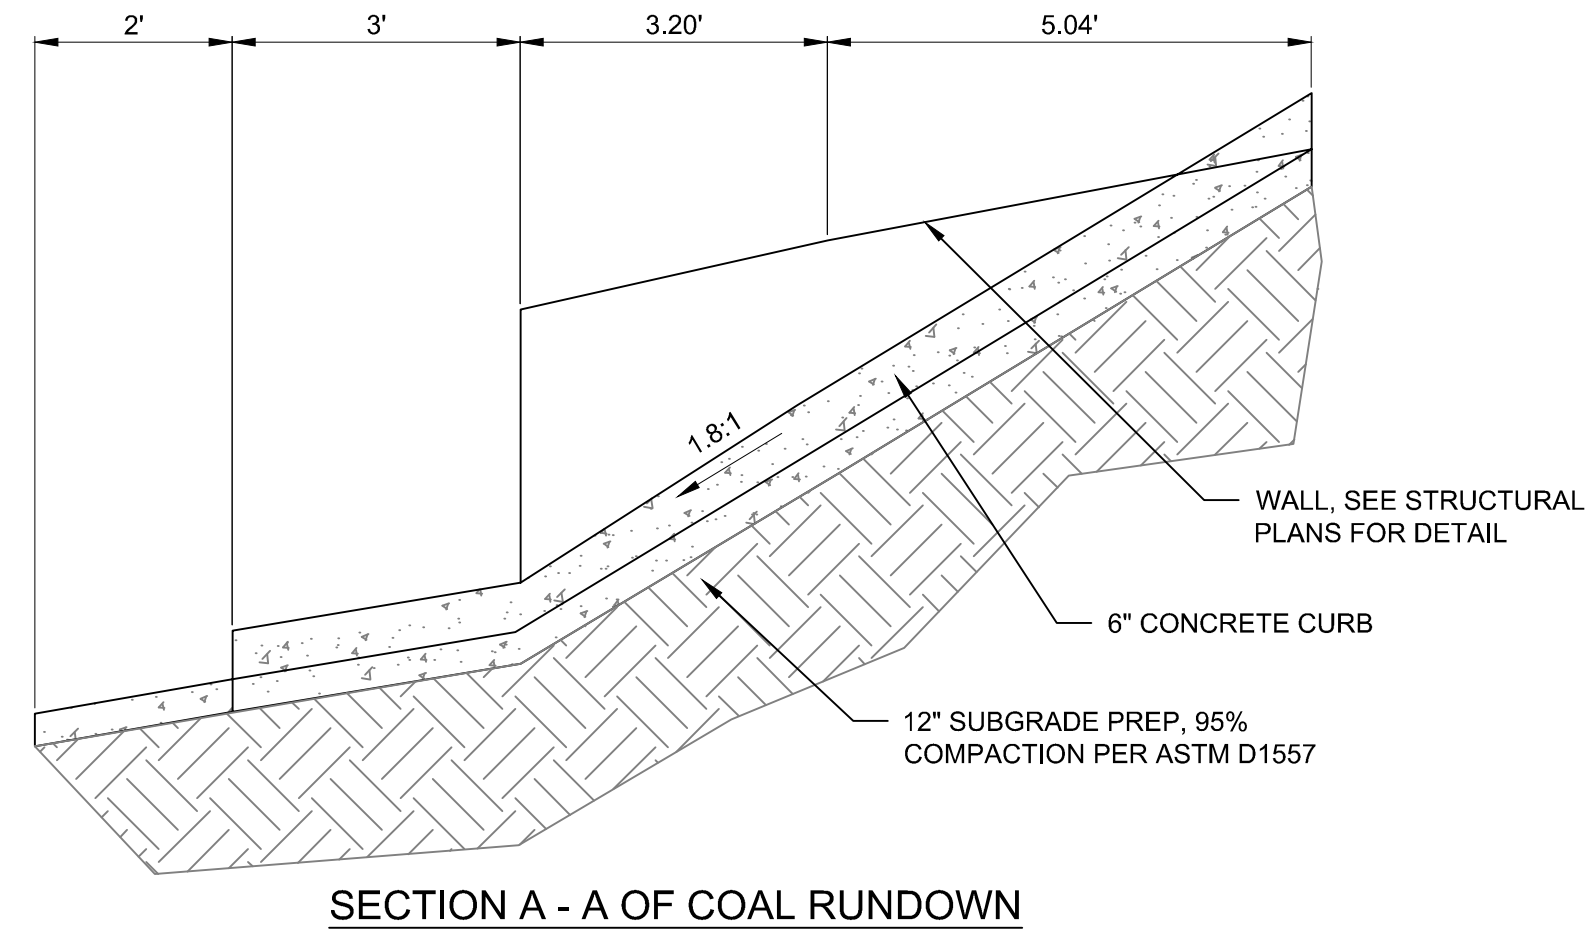 2' 3' 3.20' 5.04'
1.8:1
WALL, SEE STRUCTURAL
PLANS FOR DETAIL
6" CONCRETE CURB
12" SUBGRADE PREP, 95%
COMPACTION PER ASTM D1557
SECTION A - A OF COAL RUNDOWN